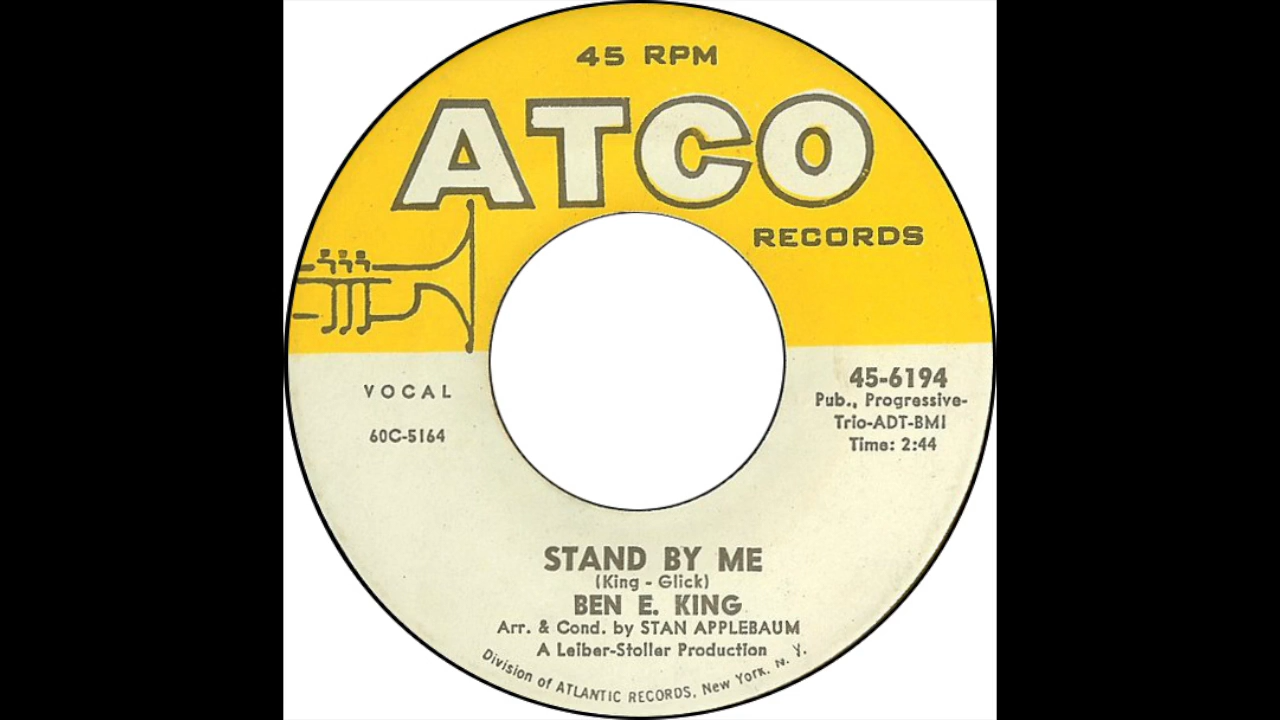 45 RPM
ATCO
RECORDS
VOCAL
60C-5164
45-6194
Pub., Progressive-
Trio-ADT-BMI
Time: 2:44
STAND BY ME
(King - Glick)
BEN E. KING
Arr. & Cond. by STAN APPLEBAUM
A Leiber-Stoller Production
Division of ATLANTIC RECORDS, New York, N. Y.